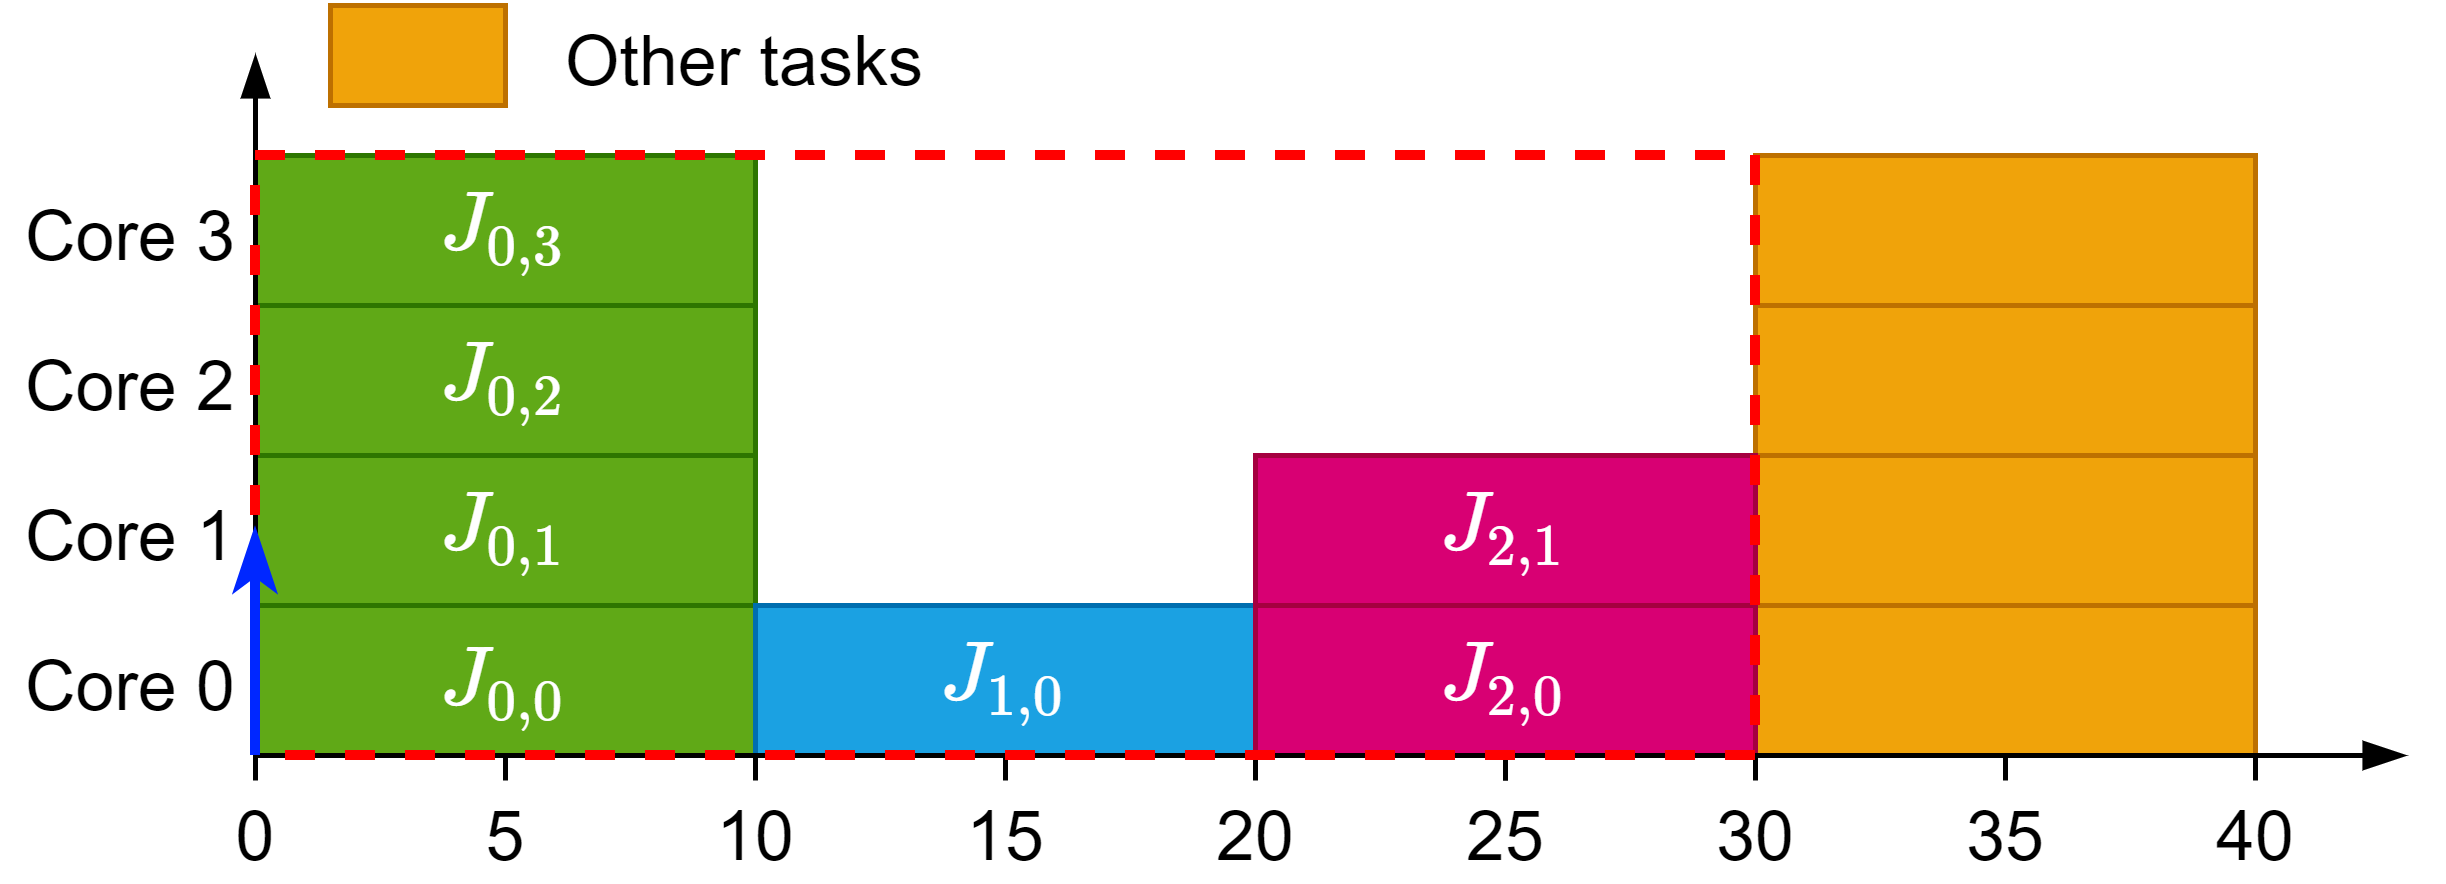 Other tasks
Core 3
J0,3
Core 2
J0,2
Core 1
J0,1
J2,1
Core 0
J0,0
J1,0
J2,0
0 5 10 15 20 25 30 35 40